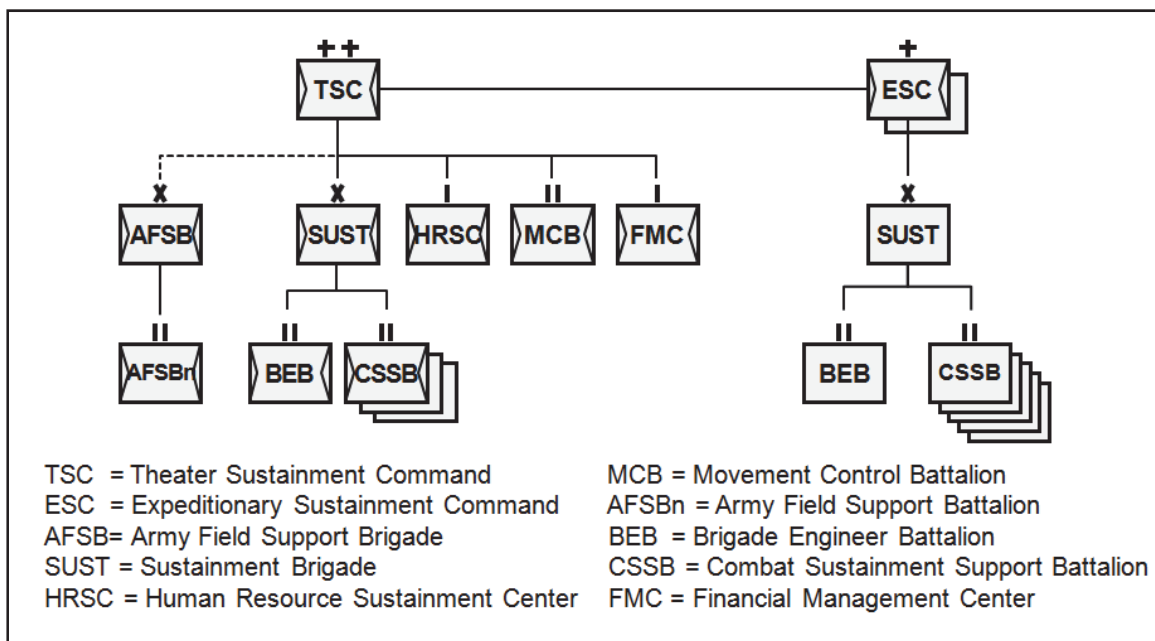 ++ +
TSC ESC
X X I II I X
AFSB SUST HRSC MCB FMC SUST
II II II II II
AFSBn BEB CSSB BEB CSSB
TSC = Theater Sustainment Command
ESC = Expeditionary Sustainment Command
AFSB= Army Field Support Brigade
SUST = Sustainment Brigade
HRSC = Human Resource Sustainment Center
MCB = Movement Control Battalion
AFSBn = Army Field Support Battalion
BEB = Brigade Engineer Battalion
CSSB = Combat Sustainment Support Battalion
FMC = Financial Management Center